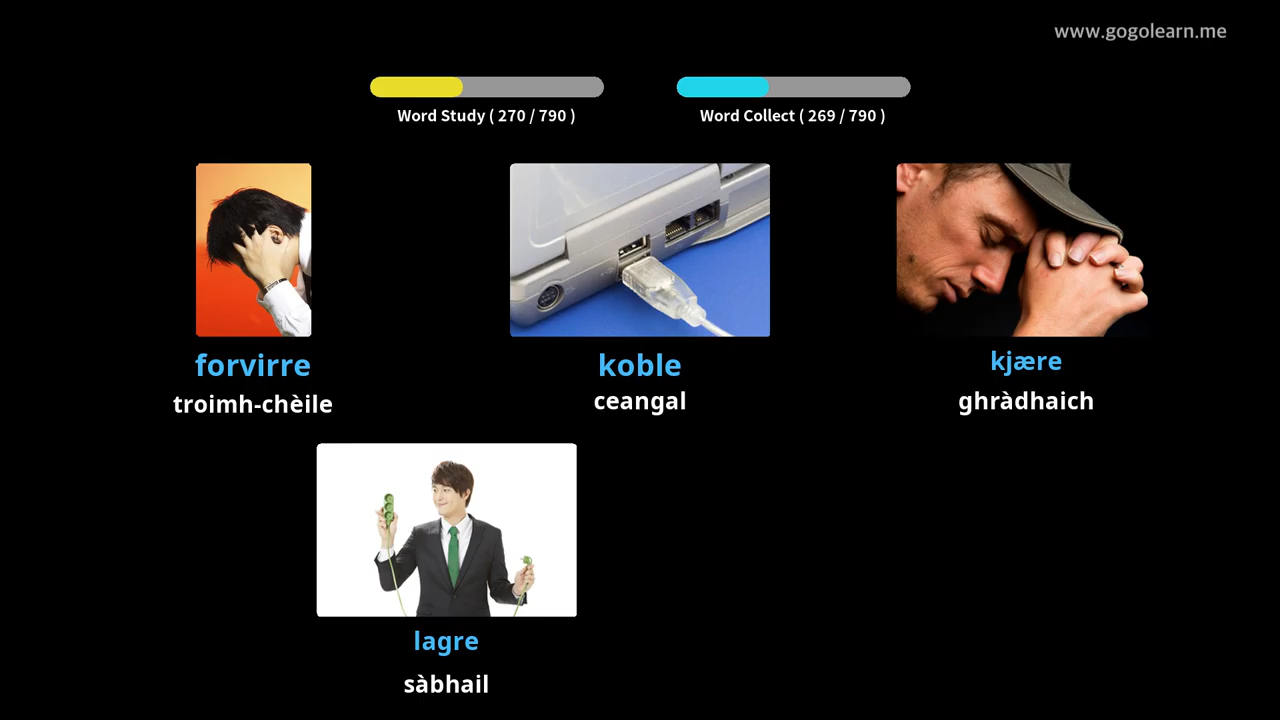 www.gogolearn.me
Word Study ( 270 / 790 )
Word Collect ( 269 / 790 )
forvirre
troimh-chèile
koble
ceangal
kjære
ghràdhaich
lagre
sàbhail